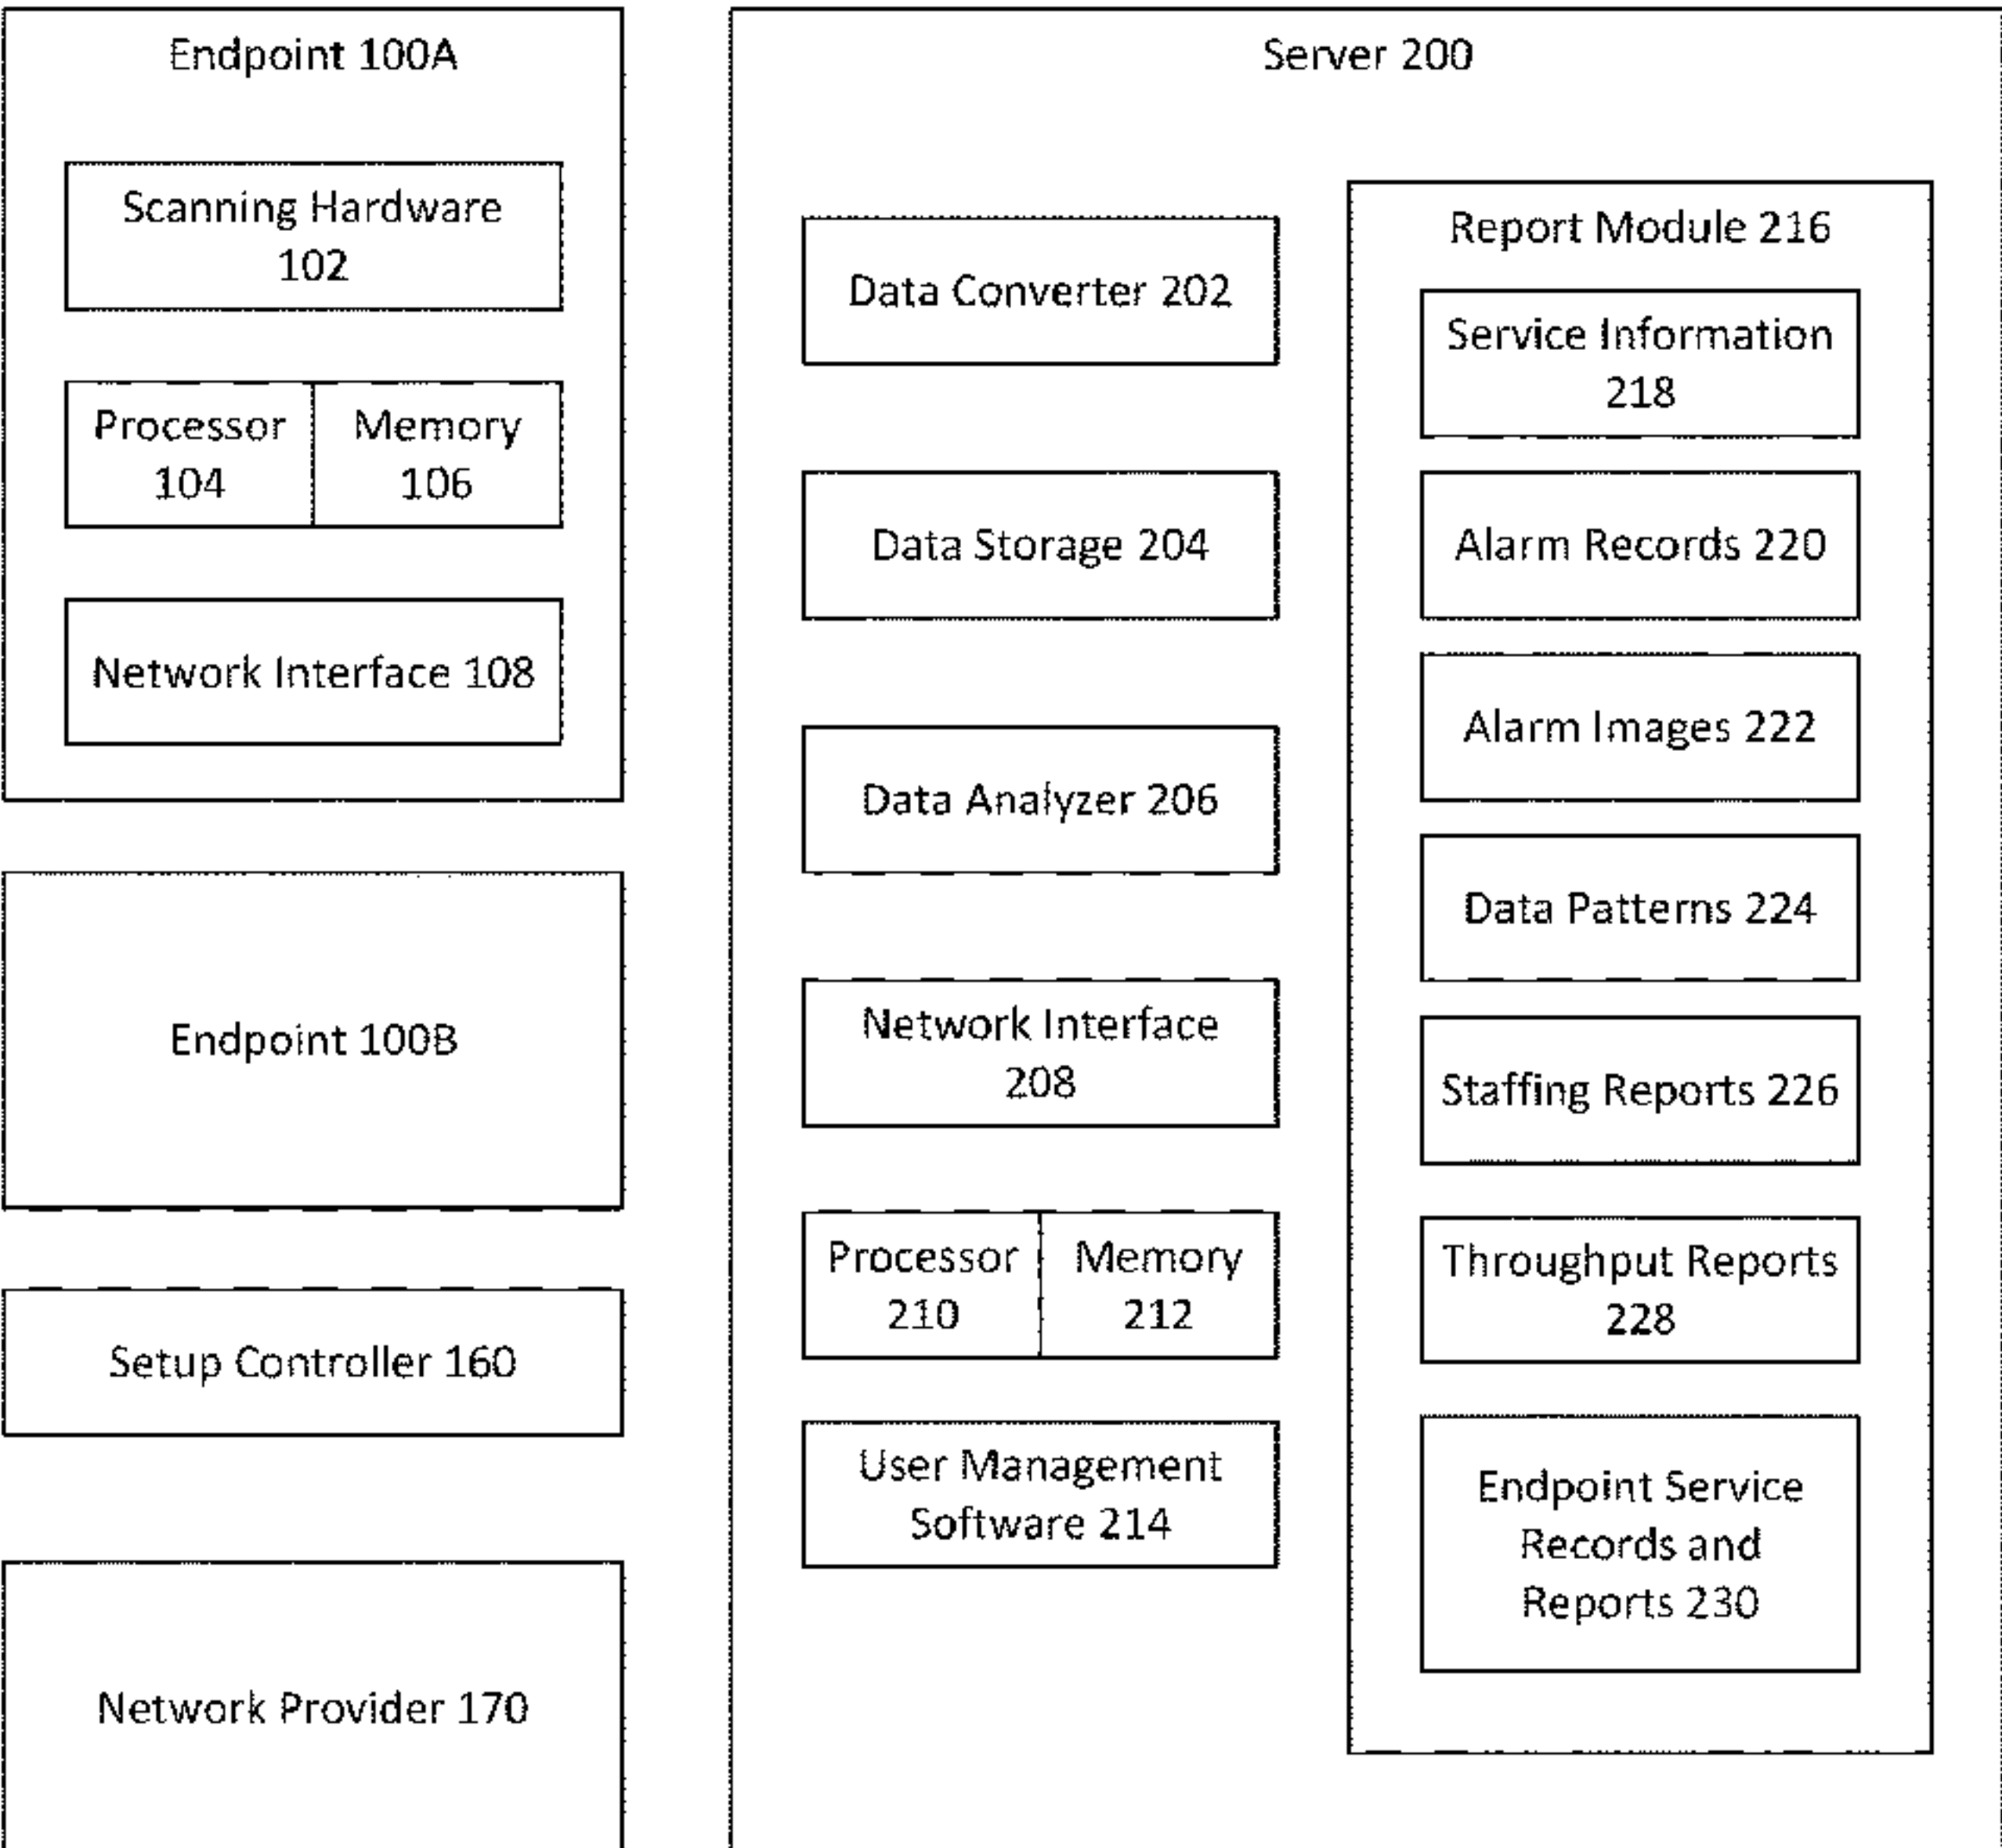 Endpoint 100A
Scanning Hardware
102
Processor
104
Memory
106
Network Interface 108
Endpoint 100B
Setup Controller 160
Network Provider 170
Server 200
Data Converter 202
Data Storage 204
Data Analyzer 206
Network Interface
208
Processor
210
Memory
212
User Management
Software 214
Report Module 216
Service Information
218
Alarm Records 220
Alarm Images 222
Data Patterns 224
Staffing Reports 226
Throughput Reports
228
Endpoint Service
Records and
Reports 230